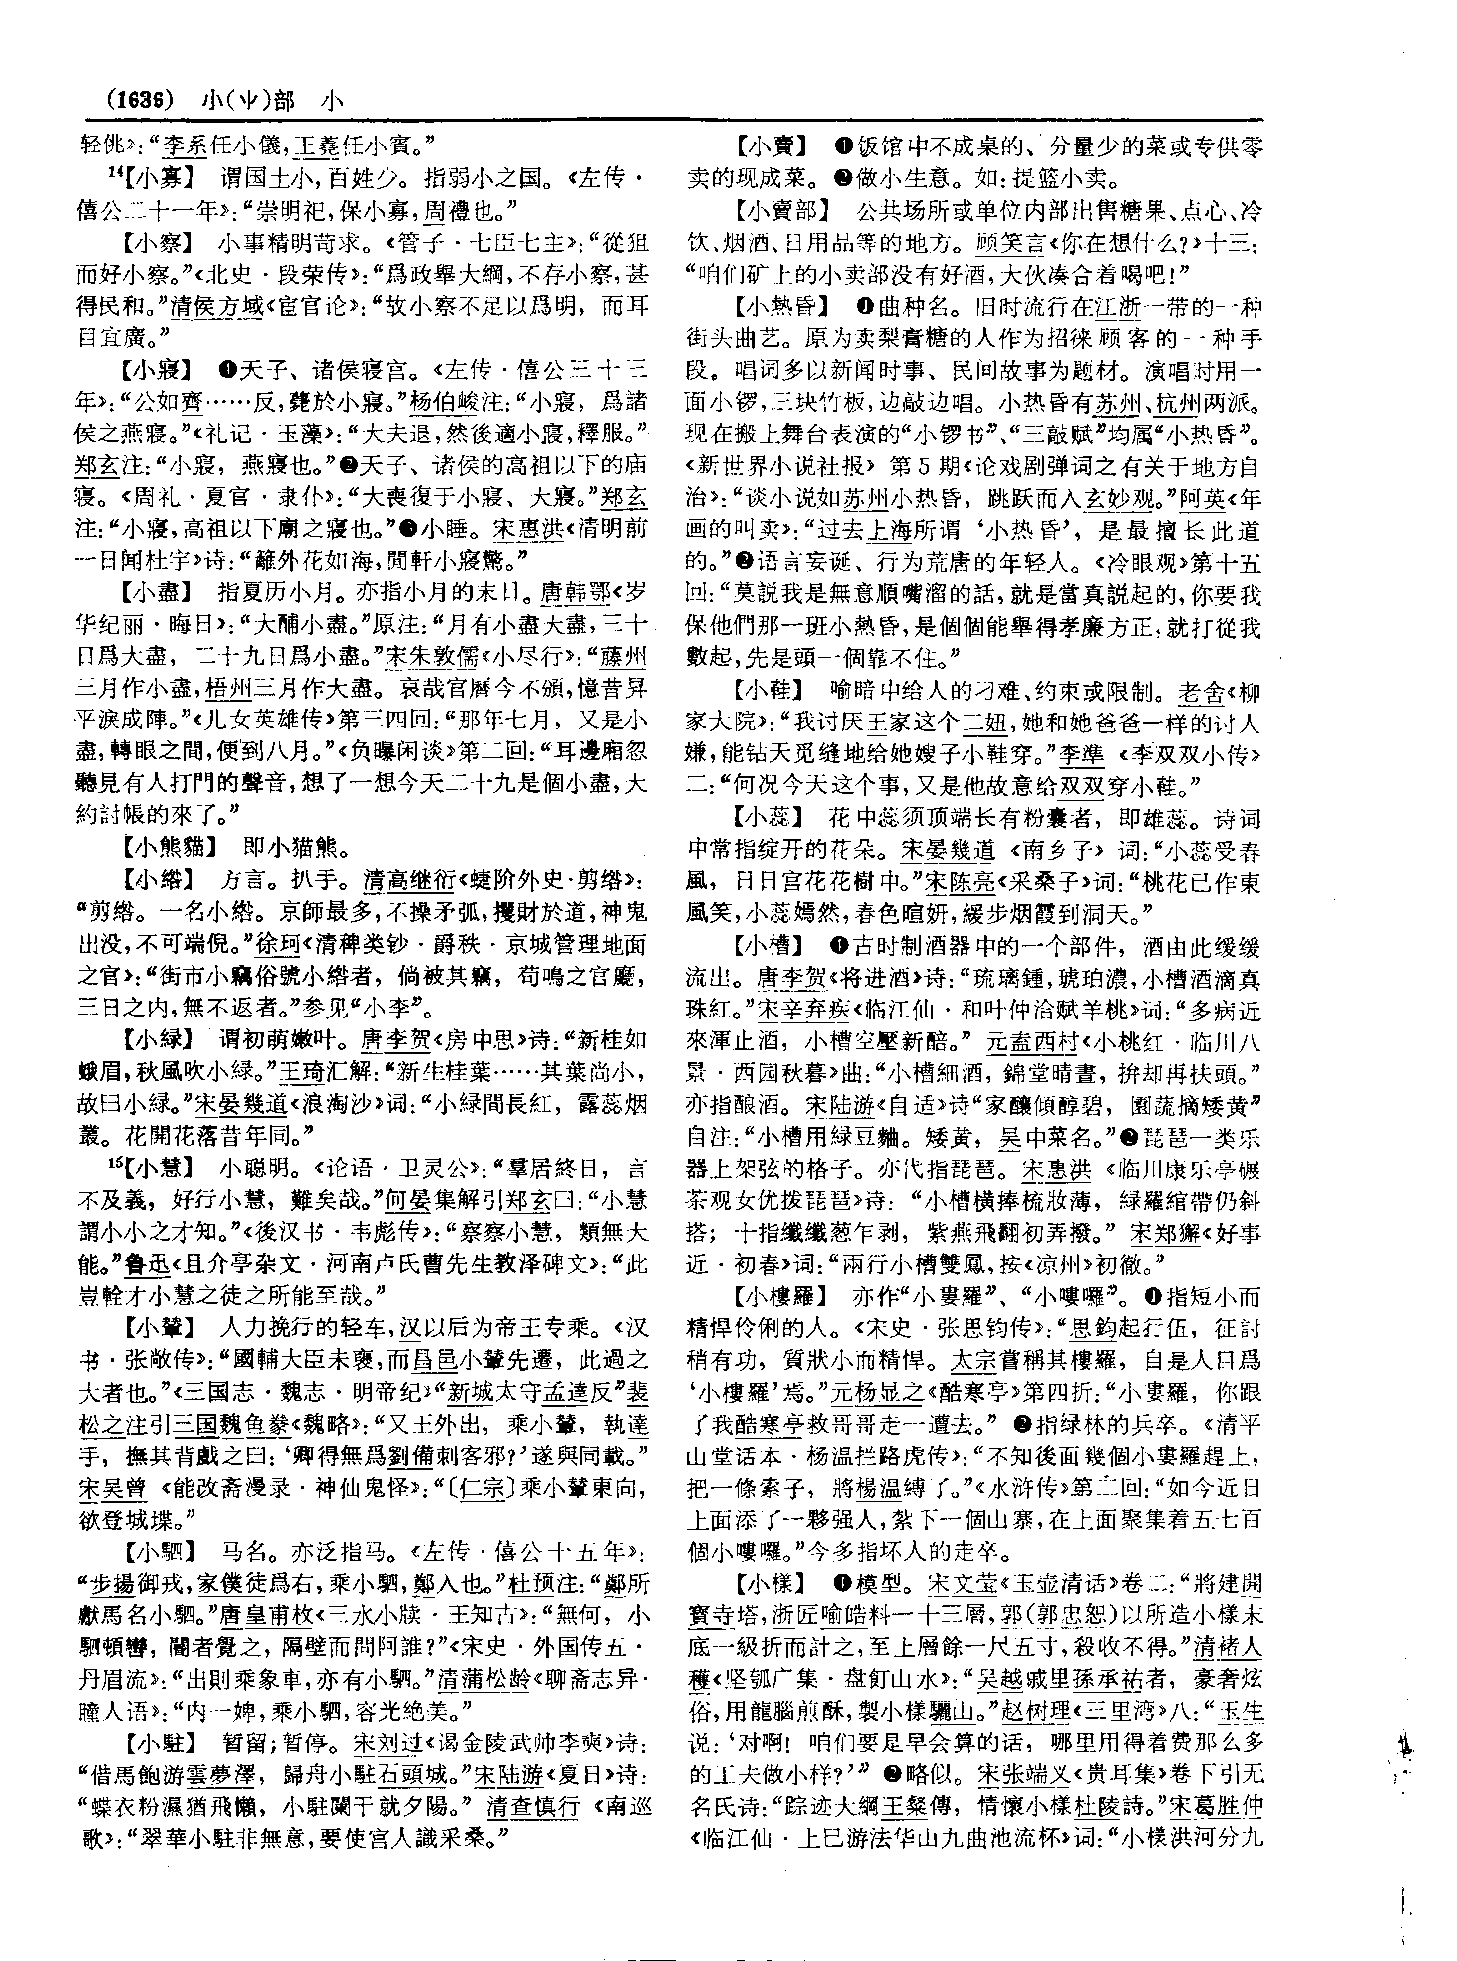 (1636) 小(⺌)部 小
轻佻》：“李系任小儀，王蕘任小賓。”
¹⁴【小寡】 谓国土小，百姓少。指弱小之国。《左传·
僖公二十一年》：“崇明祀，保小寡，周禮也。”
【小察】 小事精明苛求。《管子·七臣七主》：“從狙
而好小察。”《北史·段荣传》：“爲政舉大綱，不存小察，甚
得民和。”清侯方域《宦官论》：“故小察不足以爲明，而耳
目宜廣。”
【小寢】 ❶天子、诸侯寝宫。《左传·僖公三十三
年》：“公如齊……反，薨於小寢。”杨伯峻注：“小寢，爲諸
侯之燕寢。”《礼记·玉藻》：“大夫退，然後適小寢，釋服。”
郑玄注：“小寢，燕寢也。”❷天子、诸侯的高祖以下的庙
寝。《周礼·夏官·隶仆》：“大喪復于小寢、大寢。”郑玄
注：“小寢，高祖以下廟之寢也。”❸小睡。宋惠洪《清明前
一日闻杜宇》诗：“籬外花如海，閒軒小寢驚。”
【小盡】 指夏历小月。亦指小月的末日。唐韩鄂《岁
华纪丽·晦日》：“大酺小盡。”原注：“月有小盡大盡，三十
日爲大盡，二十九日爲小盡。”宋朱敦儒《小尽行》：“藤州
三月作小盡，梧州三月作大盡。哀哉官曆今不頒，憶昔昇
平淚成陣。”《儿女英雄传》第三四回：“那年七月，又是小
盡，轉眼之間，便到八月。”《负曝闲谈》第二回：“耳邊廂忽
聽見有人打門的聲音，想了一想今天二十九是個小盡，大
約討帳的來了。”
【小熊貓】 即小猫熊。
【小綹】 方言。扒手。清高继衍《蝶阶外史·剪绺》：
“剪綹。一名小綹。京師最多，不操矛弧，攫財於道，神鬼
出没，不可端倪。”徐珂《清稗类钞·爵秩·京城管理地面
之官》：“街市小竊俗號小綹者，倘被其竊，苟鳴之官廳，
三日之内，無不返者。”参见“小李”。
【小緑】 谓初萌嫩叶。唐李贺《房中思》诗：“新桂如
蛾眉，秋風吹小緑。”王琦汇解：“新生桂葉……其葉尚小，
故曰小緑。”宋晏幾道《浪淘沙》词：“小緑間長紅，露蕊烟
叢。花開花落昔年同。”
¹⁵【小慧】 小聪明。《论语·卫灵公》：“羣居終日，言
不及義，好行小慧，難矣哉。”何晏集解引郑玄曰：“小慧
謂小小之才知。”《後汉书·韦彪传》：“察察小慧，類無大
能。”鲁迅《且介亭杂文·河南卢氏曹先生教泽碑文》：“此
豈輇才小慧之徒之所能至哉。”
【小輦】 人力挽行的轻车，汉以后为帝王专乘。《汉
书·张敞传》：“國輔大臣未褒，而昌邑小輦先遷，此過之
大者也。”《三国志·魏志·明帝纪》“新城太守孟達反”裴
松之注引三国魏鱼豢《魏略》：“又王外出，乘小輦，執達
手，撫其背戲之曰：‘卿得無爲劉備刺客邪？’遂與同載。”
宋吴曾《能改斋漫录·神仙鬼怪》：“〔仁宗〕乘小輦東向，
欲登城堞。”
【小駟】 马名。亦泛指马。《左传·僖公十五年》：
“步揚御戎，家僕徒爲右，乘小駟，鄭入也。”杜预注：“鄭所
獻馬名小駟。”唐皇甫枚《三水小牍·王知古》：“無何，小
駟頓轡，閽者覺之，隔壁而問阿誰？”《宋史·外国传五·
丹眉流》：“出則乘象車，亦有小駟。”清蒲松龄《聊斋志异·
瞳人语》：“内一婢，乘小駟，容光絶美。”
【小駐】 暂留；暂停。宋刘过《谒金陵武帅李奭》诗：
“借馬飽游雲夢澤，歸舟小駐石頭城。”宋陆游《夏日》诗：
“蝶衣粉濕猶飛懶，小駐闌干就夕陽。”清查慎行《南巡
歌》：“翠華小駐非無意，要使宫人識采桑。”
【小賣】 ❶饭馆中不成桌的、分量少的菜或专供零
卖的现成菜。❷做小生意。如：提篮小卖。
【小賣部】 公共场所或单位内部出售糖果、点心、冷
饮、烟酒、日用品等的地方。顾笑言《你在想什么？》十三：
“咱们矿上的小卖部没有好酒，大伙凑合着喝吧！”
【小熱昏】 ❶曲种名。旧时流行在江浙一带的一种
街头曲艺。原为卖梨膏糖的人作为招徕顾客的一种手
段。唱词多以新闻时事、民间故事为题材。演唱时用一
面小锣，三块竹板，边敲边唱。小热昏有苏州、杭州两派。
现在搬上舞台表演的“小锣书”、“三敲赋”均属“小热昏”。
《新世界小说社报》第5期《论戏剧弹词之有关于地方自
治》：“谈小说如苏州小热昏，跳跃而入玄妙观。”阿英《年
画的叫卖》：“过去上海所谓‘小热昏’，是最擅长此道
的。”❷语言妄诞、行为荒唐的年轻人。《冷眼观》第十五
回：“莫説我是無意順嘴溜的話，就是當真説起的，你要我
保他們那一班小熱昏，是個個能舉得孝廉方正，就打從我
數起，先是頭一個靠不住。”
【小鞋】 喻暗中给人的刁难、约束或限制。老舍《柳
家大院》：“我讨厌王家这个二妞，她和她爸爸一样的讨人
嫌，能钻天觅缝地给她嫂子小鞋穿。”李準《李双双小传》
二：“何况今天这个事，又是他故意给双双穿小鞋。”
【小蕊】 花中蕊须顶端长有粉囊者，即雄蕊。诗词
中常指绽开的花朵。宋晏幾道《南乡子》词：“小蕊受春
風，日日宫花花樹中。”宋陈亮《采桑子》词：“桃花已作東
風笑，小蕊嫣然，春色暄妍，緩步烟霞到洞天。”
【小槽】 ❶古时制酒器中的一个部件，酒由此缓缓
流出。唐李贺《将进酒》诗：“琉璃鍾，琥珀濃，小槽酒滴真
珠紅。”宋辛弃疾《临江仙·和叶仲洽赋羊桃》词：“多病近
來渾止酒，小槽空壓新醅。”元盍西村《小桃红·临川八
景·西园秋暮》曲：“小槽細酒，錦堂晴晝，拚却再扶頭。”
亦指酿酒。宋陆游《自适》诗“家釀傾醇碧，園蔬摘矮黄”
自注：“小槽用緑豆麯。矮黄，吴中菜名。”❷琵琶一类乐
器上架弦的格子。亦代指琵琶。宋惠洪《临川康乐亭碾
茶观女优拨琵琶》诗：“小槽横捧梳妝薄，緑羅綰帶仍斜
搭；十指纖纖葱乍剥，紫燕飛翻初弄撥。”宋郑獬《好事
近·初春》词：“兩行小槽雙鳳，按《凉州》初徹。”
【小樓羅】 亦作“小婁羅”、“小嘍囉”。❶指短小而
精悍伶俐的人。《宋史·张思钧传》：“思鈞起行伍，征討
稍有功，質狀小而精悍。太宗嘗稱其樓羅，自是人目爲
‘小樓羅’焉。”元杨显之《酷寒亭》第四折：“小婁羅，你跟
了我酷寒亭救哥哥走一遭去。”❷指绿林的兵卒。《清平
山堂话本·杨温拦路虎传》：“不知後面幾個小婁羅趕上，
把一條索子，將楊温縛了。”《水浒传》第二回：“如今近日
上面添了一夥强人，紮下一個山寨，在上面聚集着五七百
個小嘍囉。”今多指坏人的走卒。
【小樣】 ❶模型。宋文莹《玉壶清话》卷二：“將建開
寶寺塔，浙匠喻皓料一十三層，郭(郭忠恕)以所造小樣末
底一級折而計之，至上層餘一尺五寸，殺收不得。”清褚人
穫《坚瓠广集·盘飣山水》：“吴越戚里孫承祐者，豪奢炫
俗，用龍腦煎酥，製小樣驪山。”赵树理《三里湾》八：“玉生
说：‘对啊！咱们要是早会算的话，哪里用得着费那么多
的工夫做小样？’”❷略似。宋张端义《贵耳集》卷下引无
名氏诗：“踪迹大綱王粲傳，情懷小樣杜陵詩。”宋葛胜仲
《临江仙·上巳游法华山九曲池流杯》词：“小樣洪河分九